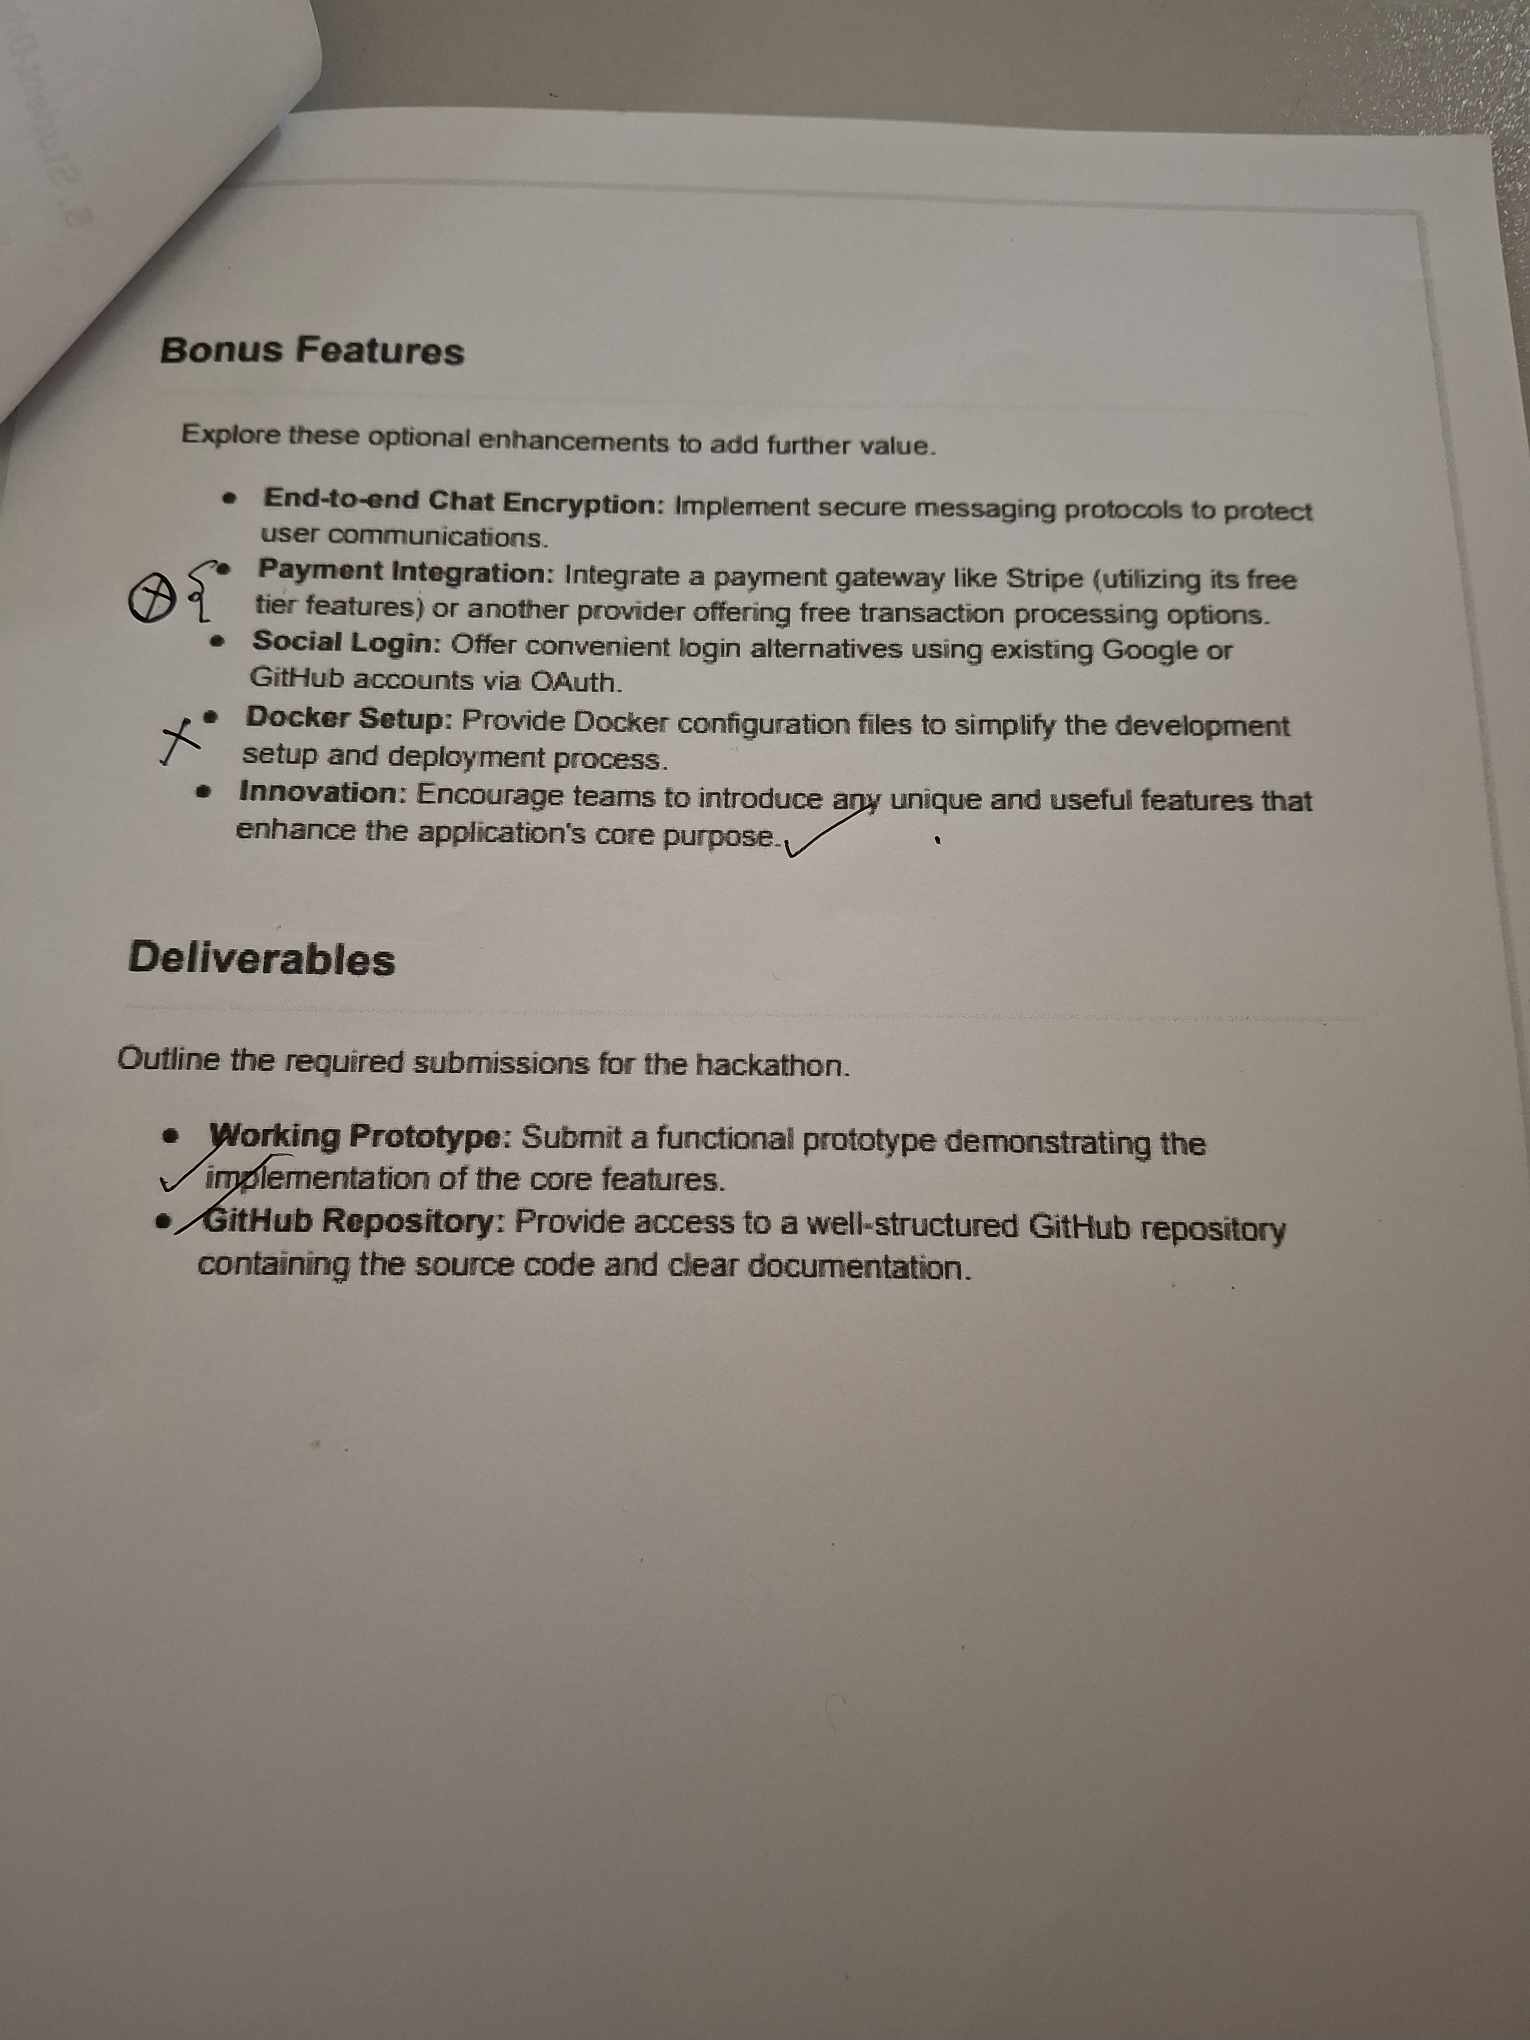 Bonus Features
Explore these optional enhancements to add further value.
• End-to-end Chat Encryption: Implement secure messaging protocols to protect
user communications.
• Payment Integration: Integrate a payment gateway like Stripe (utilizing its free
tier features) or another provider offering free transaction processing options.
• Social Login: Offer convenient login alternatives using existing Google or
GitHub accounts via OAuth.
• Docker Setup: Provide Docker configuration files to simplify the development
setup and deployment process.
• Innovation: Encourage teams to introduce any unique and useful features that
enhance the application's core purpose.
Deliverables
Outline the required submissions for the hackathon.
• Working Prototype: Submit a functional prototype demonstrating the
implementation of the core features.
• GitHub Repository: Provide access to a well-structured GitHub repository
containing the source code and clear documentation.